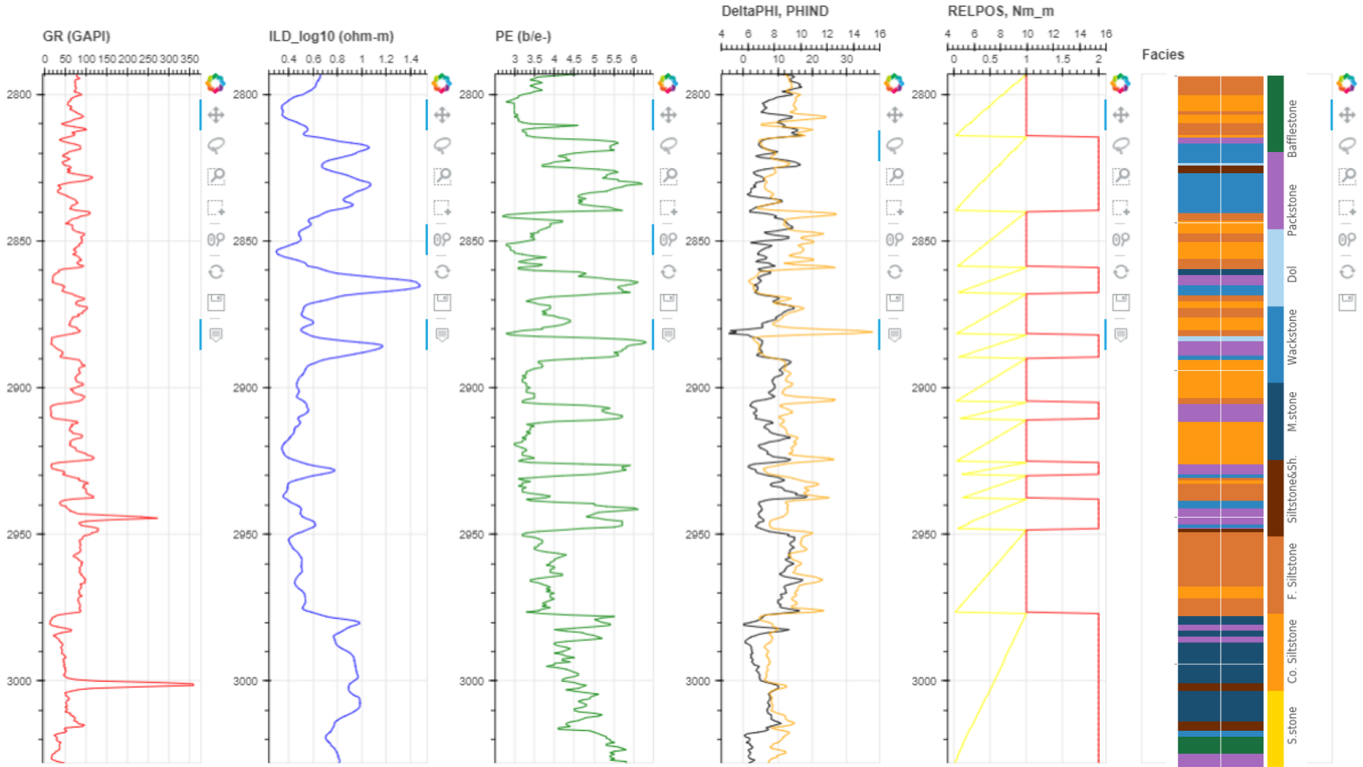 DeltaPHI, PHIND
RELPOS, Nm_m
GR (GAPI)
ILD_log10 (ohm-m)
PE (b/e-)
4 6 8 10 12 14 16
4 6 8 10 12 14 16
Facies
0 50 100 150 200 250 300 350
0.4 0.6 0.8 1 1.2 1.4
3 3.5 4 4.5 5 5.5 6
0 10 20 30
0 0.5 1 1.5 2
2800 2800 2800 2800 2800
2850 2850 2850 2850 2850
2900 2900 2900 2900 2900
2950 2950 2950 2950 2950
3000 3000 3000 3000 3000
Bafflestone
Packstone
Dol
Wackstone
M.stone
Siltstone&Sh.
F. Siltstone
Co. Siltstone
S.stone